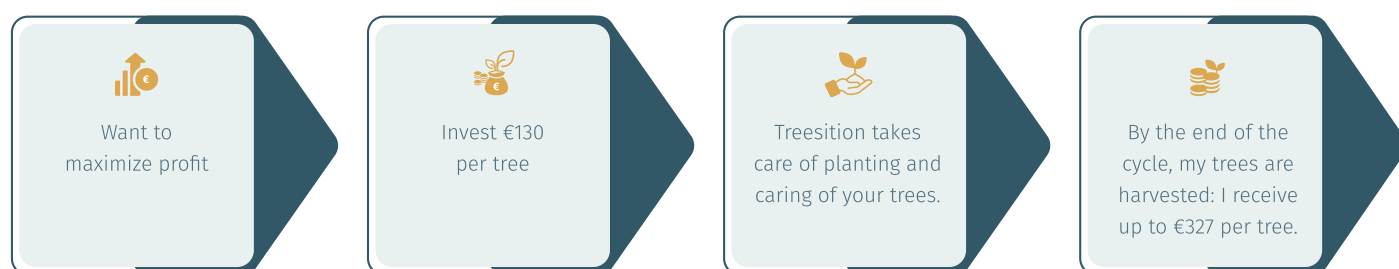 Want to
maximize profit
Invest €130
per tree
Treesition takes
care of planting and
caring of your trees.
By the end of the
cycle, my trees are
harvested: I receive
up to €327 per tree.